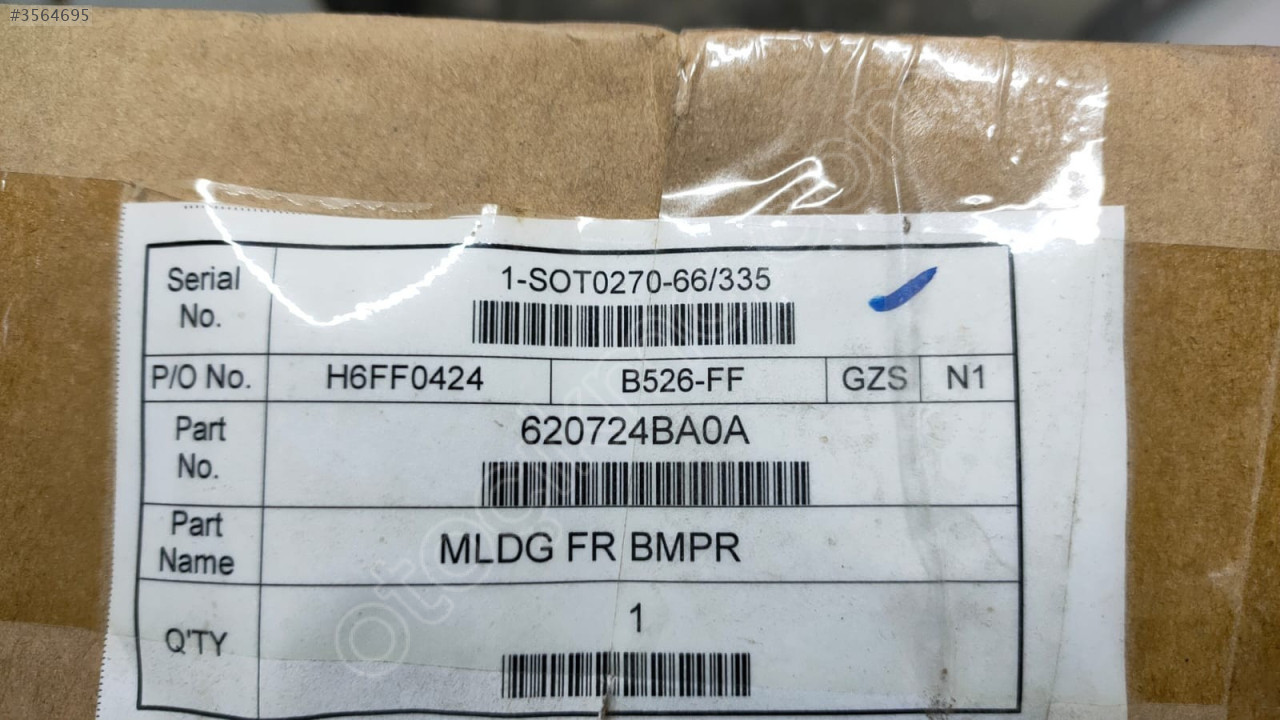 #3564695
Serial No.
1-SOT0270-66/335
P/O No. H6FF0424 B526-FF GZS N1
Part No.
620724BA0A
Part Name
MLDG FR BMPR
Q'TY
1